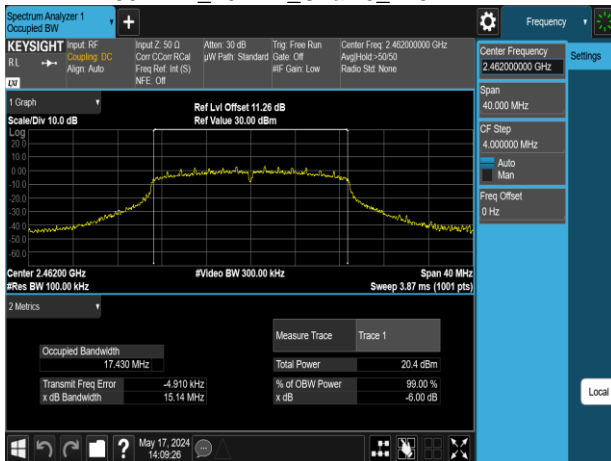 Spectrum Analyzer 1
Occupied BW
Frequency
KEYSIGHT
RL
LXI
Input: RF
Coupling: DC
Align: Auto
Input Z: 50 Ω
Corr CCorr RCal
Freq Ref: Int (S)
NFE: Off
Atten: 30 dB
µW Path: Standard
Trig: Free Run
Gate: Off
#IF Gain: Low
Center Freq: 2.462000000 GHz
Avg|Hold:>50/50
Radio Std: None
Center Frequency
2.462000000 GHz
Settings
Span
40.000 MHz
CF Step
4.000000 MHz
Auto
Man
Freq Offset
0 Hz
1 Graph
Scale/Div 10.0 dB
Ref Lvl Offset 11.26 dB
Ref Value 30.00 dBm
Log
20.0
10.0
0.00
-10.0
-20.0
-30.0
-40.0
-50.0
-60.0
Center 2.46200 GHz
#Res BW 100.00 kHz
#Video BW 300.00 kHz
Span 40 MHz
Sweep 3.87 ms (1001 pts)
2 Metrics
Measure Trace
Trace 1
Occupied Bandwidth
17.430 MHz
Total Power
20.4 dBm
Transmit Freq Error
-4.910 kHz
% of OBW Power
99.00 %
x dB Bandwidth
15.14 MHz
x dB
-6.00 dB
Local
?
May 17, 2024
14:09:26